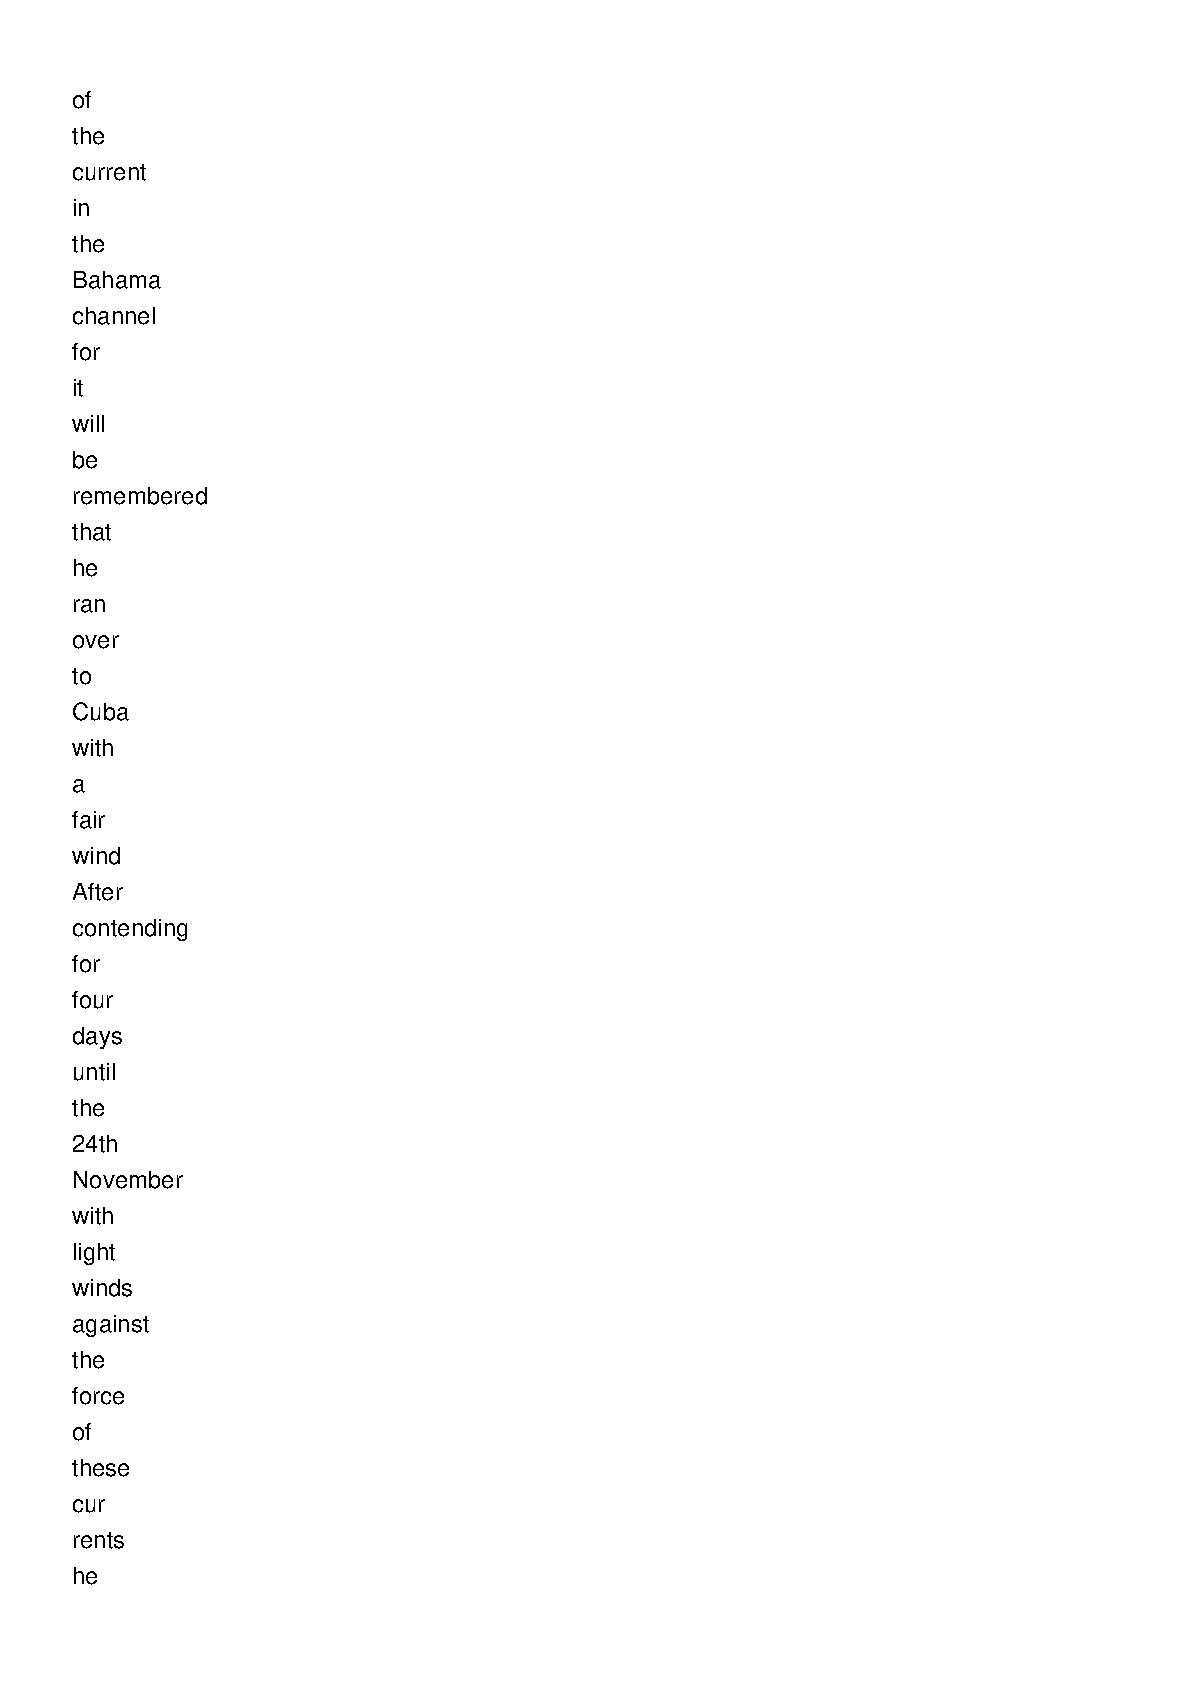 of
the
current
in
the
Bahama
channel
for
it
will
be
remembered
that
he
ran
over
to
Cuba
with
a
fair
wind
After
contending
for
four
days
until
the
24th
November
with
light
winds
against
the
force
of
these
cur
rents
he